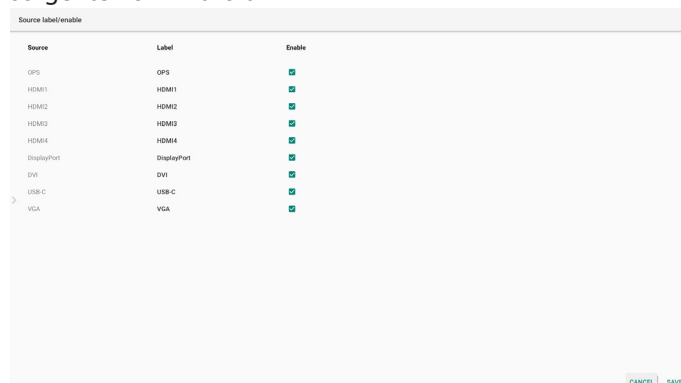 Source label/enable
Source Label Enable
OPS OPS
HDMI1 HDMI1
HDMI2 HDMI2
HDMI3 HDMI3
HDMI4 HDMI4
DisplayPort DisplayPort
DVI DVI
USB-C USB-C
VGA VGA
CANCEL SAVE